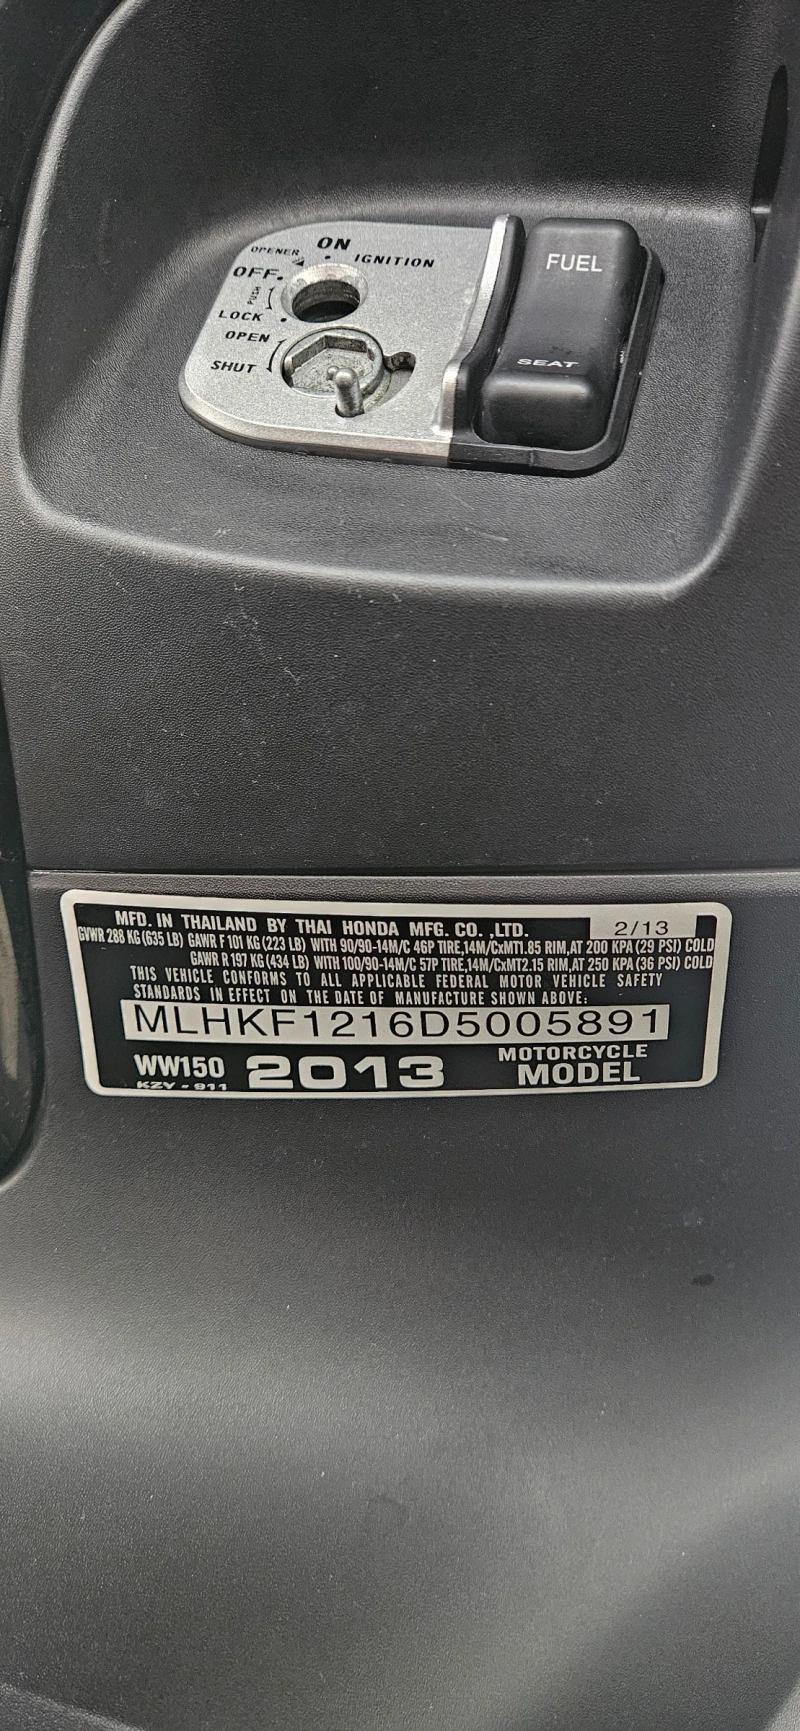 ON
OPENER
IGNITION
OFF
PUSH
LOCK
OPEN
SHUT
FUEL
SEAT
MFD. IN THAILAND BY THAI HONDA MFG. CO. ,LTD. 2/13
GVWR 288 KG (635 LB) GAWR F 101 KG (223 LB) WITH 90/90-14M/C 46P TIRE,14M/CxMT1.85 RIM,AT 200 KPA (29 PSI) COLD
GAWR R 197 KG (434 LB) WITH 100/90-14M/C 57P TIRE,14M/CxMT2.15 RIM,AT 250 KPA (36 PSI) COLD
THIS VEHICLE CONFORMS TO ALL APPLICABLE FEDERAL MOTOR VEHICLE SAFETY
STANDARDS IN EFFECT ON THE DATE OF MANUFACTURE SHOWN ABOVE:
MLHKF1216D5005891
WW150 2013 MOTORCYCLE
KZY-911 MODEL